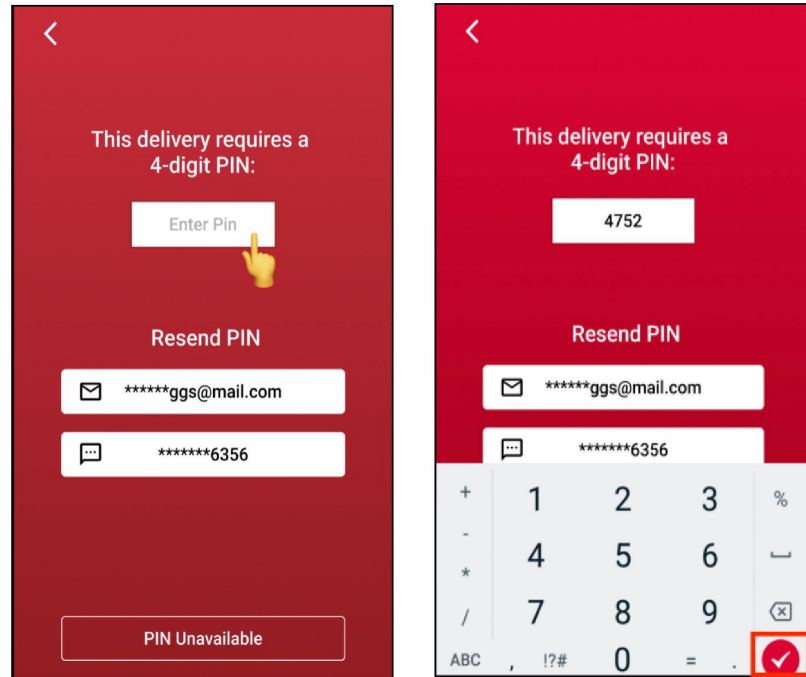 This delivery requires a
4-digit PIN:
Enter Pin
Resend PIN
******ggs@mail.com
*******6356
PIN Unavailable
This delivery requires a
4-digit PIN:
4752
Resend PIN
******ggs@mail.com
*******6356
+ 1 2 3 %
-
4 5 6
*
/ 7 8 9
ABC , !?# 0 = .